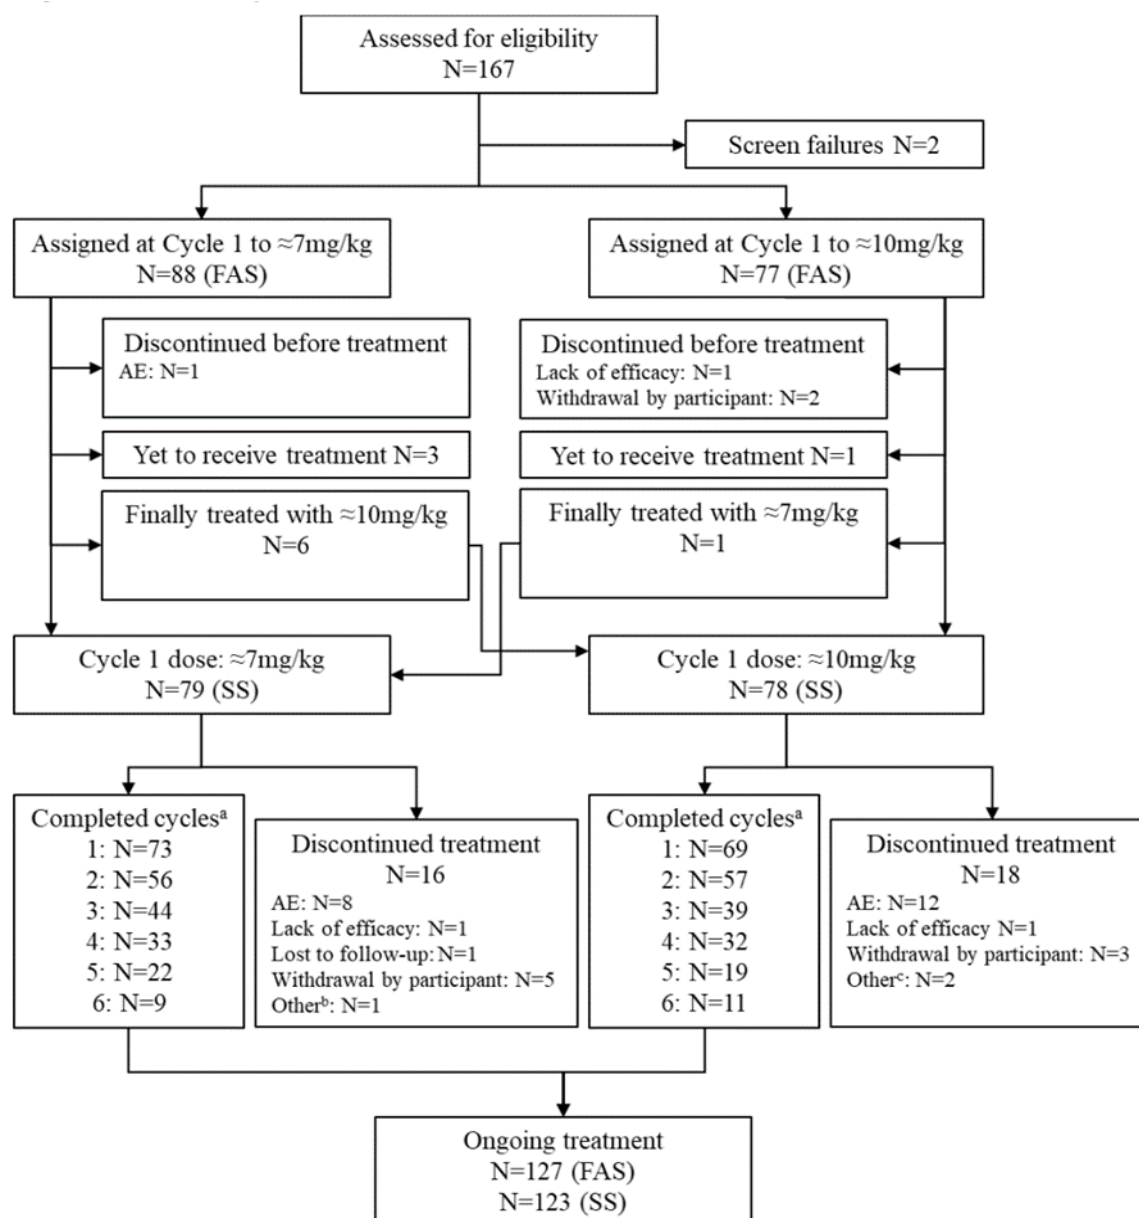 Assessed for eligibility
N=167
Screen failures N=2
Assigned at Cycle 1 to ≈7mg/kg
N=88 (FAS)
Assigned at Cycle 1 to ≈10mg/kg
N=77 (FAS)
Discontinued before treatment
AE: N=1
Discontinued before treatment
Lack of efficacy: N=1
Withdrawal by participant: N=2
Yet to receive treatment N=3
Yet to receive treatment N=1
Finally treated with ≈10mg/kg
N=6
Finally treated with ≈7mg/kg
N=1
Cycle 1 dose: ≈7mg/kg
N=79 (SS)
Cycle 1 dose: ≈10mg/kg
N=78 (SS)
Completed cyclesᵃ
1: N=73
2: N=56
3: N=44
4: N=33
5: N=22
6: N=9
Discontinued treatment
N=16
AE: N=8
Lack of efficacy: N=1
Lost to follow-up: N=1
Withdrawal by participant: N=5
Otherᵇ: N=1
Completed cyclesᵃ
1: N=69
2: N=57
3: N=39
4: N=32
5: N=19
6: N=11
Discontinued treatment
N=18
AE: N=12
Lack of efficacy N=1
Withdrawal by participant: N=3
Otherᶜ: N=2
Ongoing treatment
N=127 (FAS)
N=123 (SS)